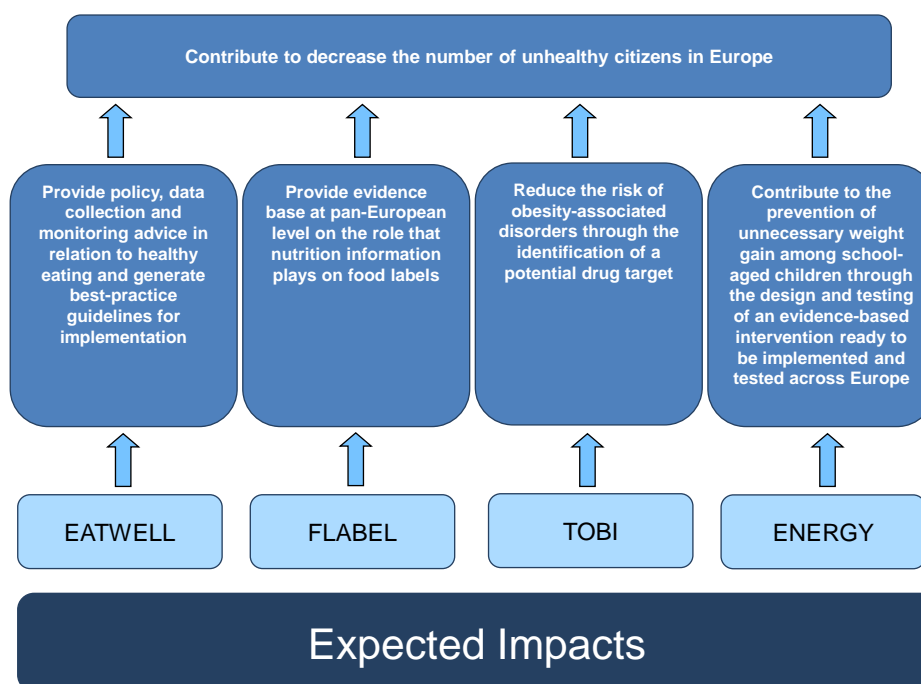 Contribute to decrease the number of unhealthy citizens in Europe
Provide policy, data
collection and
monitoring advice in
relation to healthy
eating and generate
best-practice
guidelines for
implementation
Provide evidence
base at pan-European
level on the role that
nutrition information
plays on food labels
Reduce the risk of
obesity-associated
disorders through the
identification of a
potential drug target
Contribute to the
prevention of
unnecessary weight
gain among school-
aged children through
the design and testing
of an evidence-based
intervention ready to
be implemented and
tested across Europe
EATWELL
FLABEL
TOBI
ENERGY
Expected Impacts